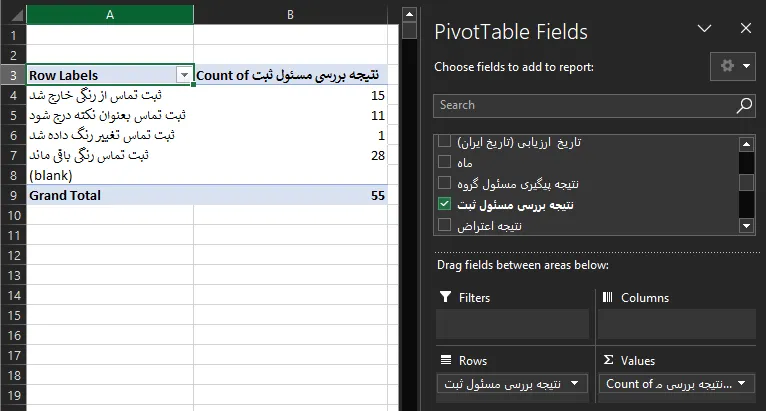 A B
1
2
3 Row Labels Count of نتیجه بررسی مسئول ثبت
4 ثبت تماس از رنگی خارج شد 15
5 ثبت تماس بعنوان نکته درج شود 11
6 ثبت تماس تغییر رنگ داده شد 1
7 ثبت تماس رنگی باقی ماند 28
8 (blank)
9 Grand Total 55
10
11
12
13
14
15
16
17
18
19
PivotTable Fields
Choose fields to add to report:
Search
تاریخ ارزیابی (تاریخ ایران)
ماه
نتیجه پیگیری مسئول گروه
نتیجه بررسی مسئول ثبت
نتیجه اعتراض
Drag fields between areas below:
Filters
Columns
Rows
نتیجه بررسی مسئول ثبت
Σ Values
Count of نتیجه بررسی م...